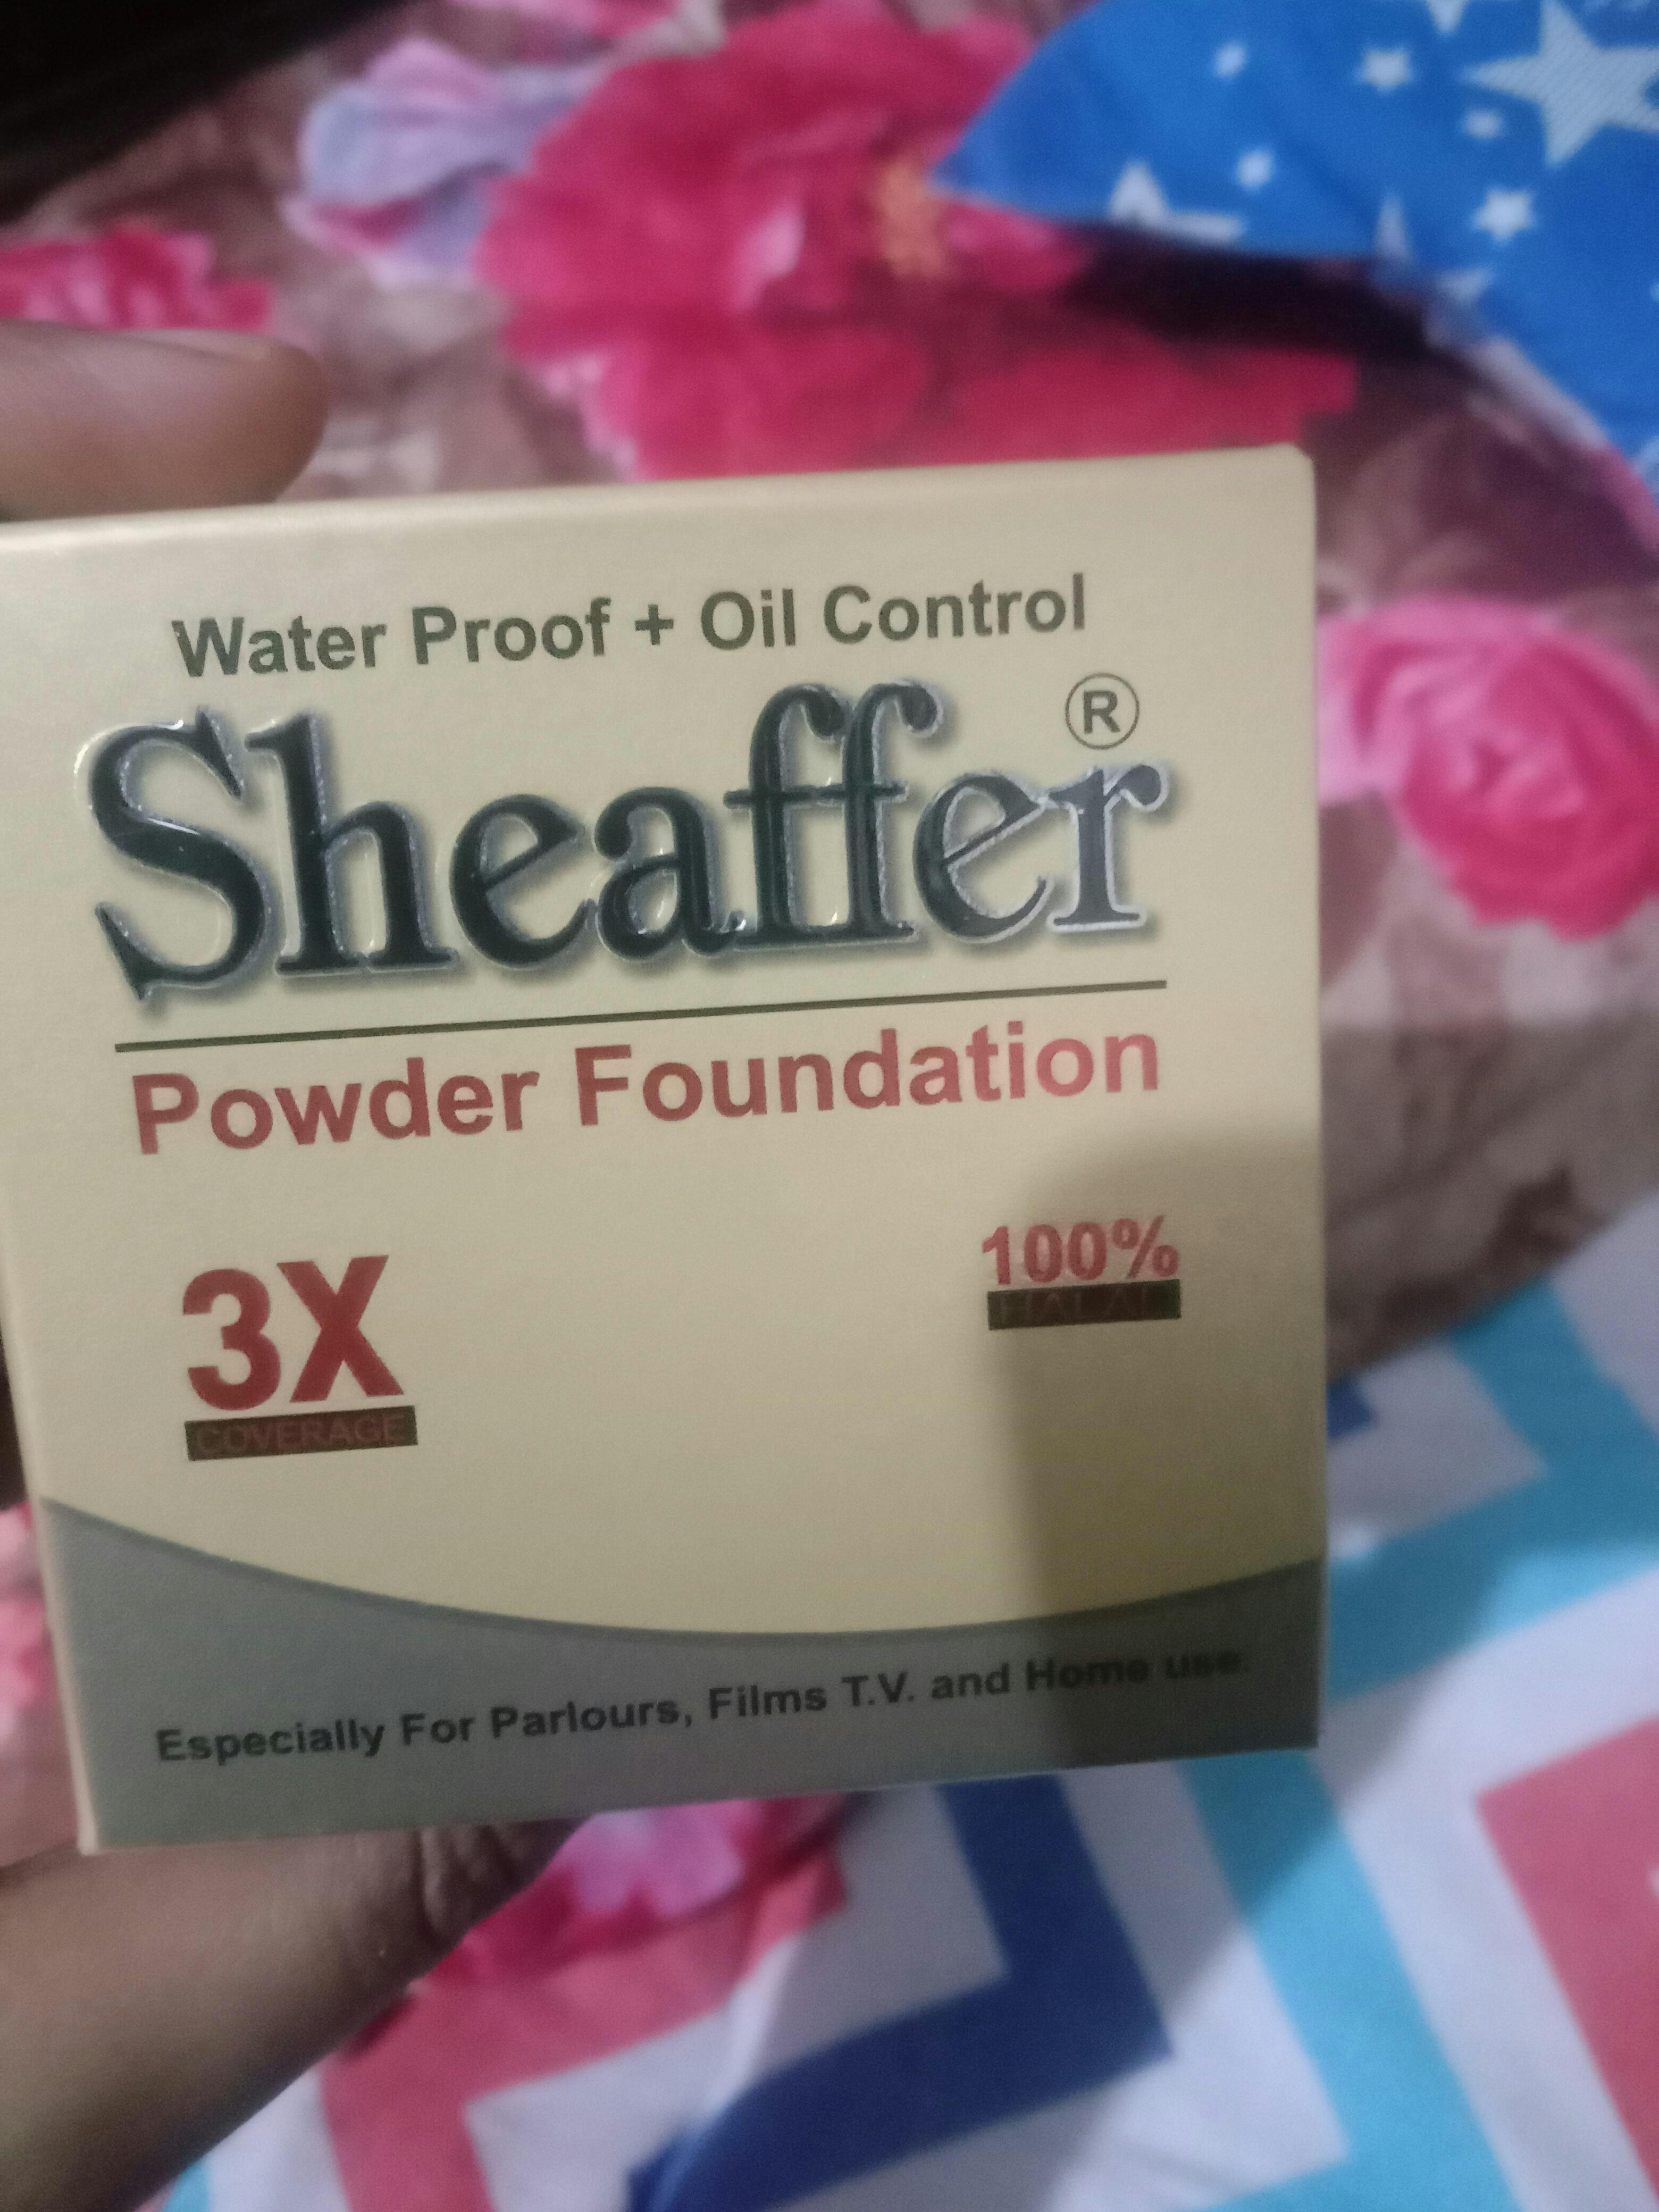 Water Proof + Oil Control
Sheaffer®
Powder Foundation
3X
COVERAGE
100%
HALAL
Especially For Parlours, Films T.V. and Home use.